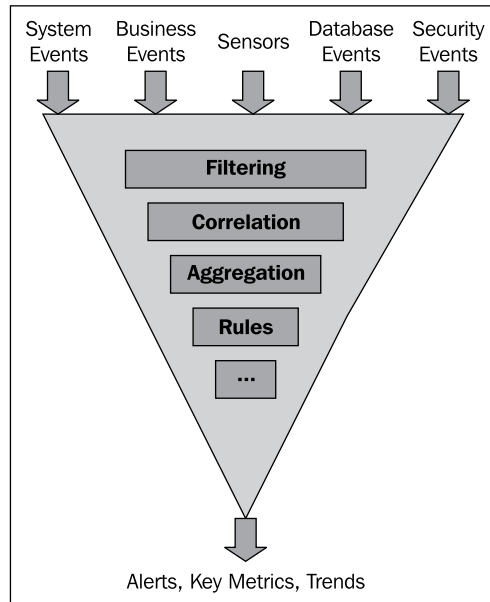 System Events
Business Events
Sensors
Database Events
Security Events
Filtering
Correlation
Aggregation
Rules
...
Alerts, Key Metrics, Trends